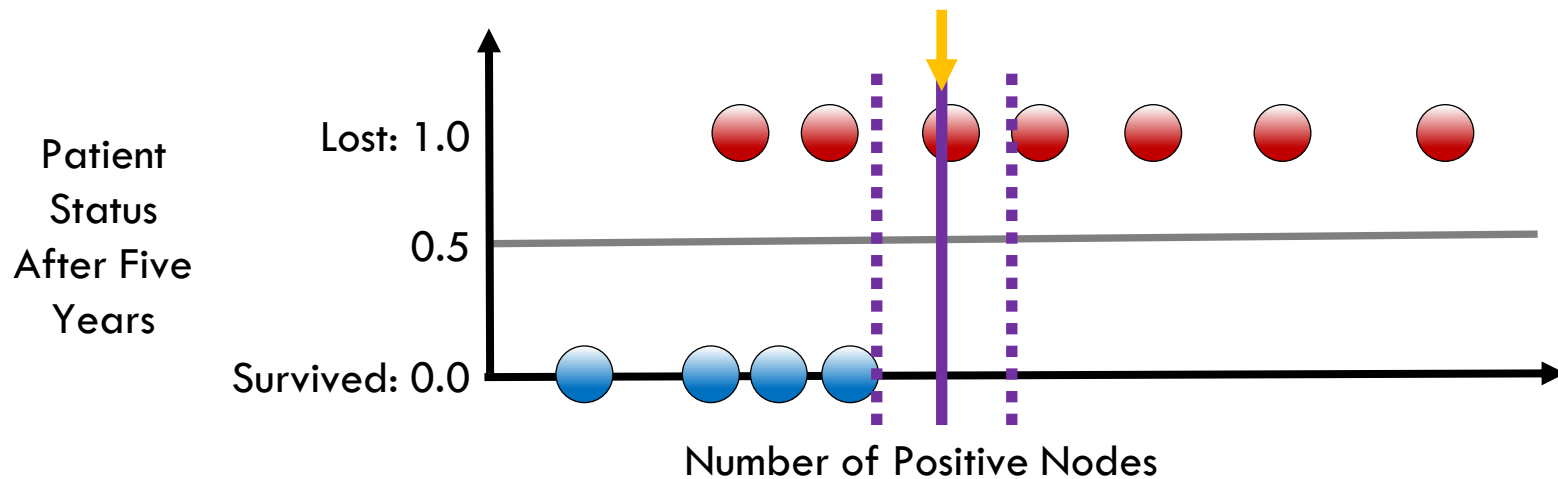 Patient
Status
After Five
Years
Lost: 1.0
0.5
Survived: 0.0
Number of Positive Nodes